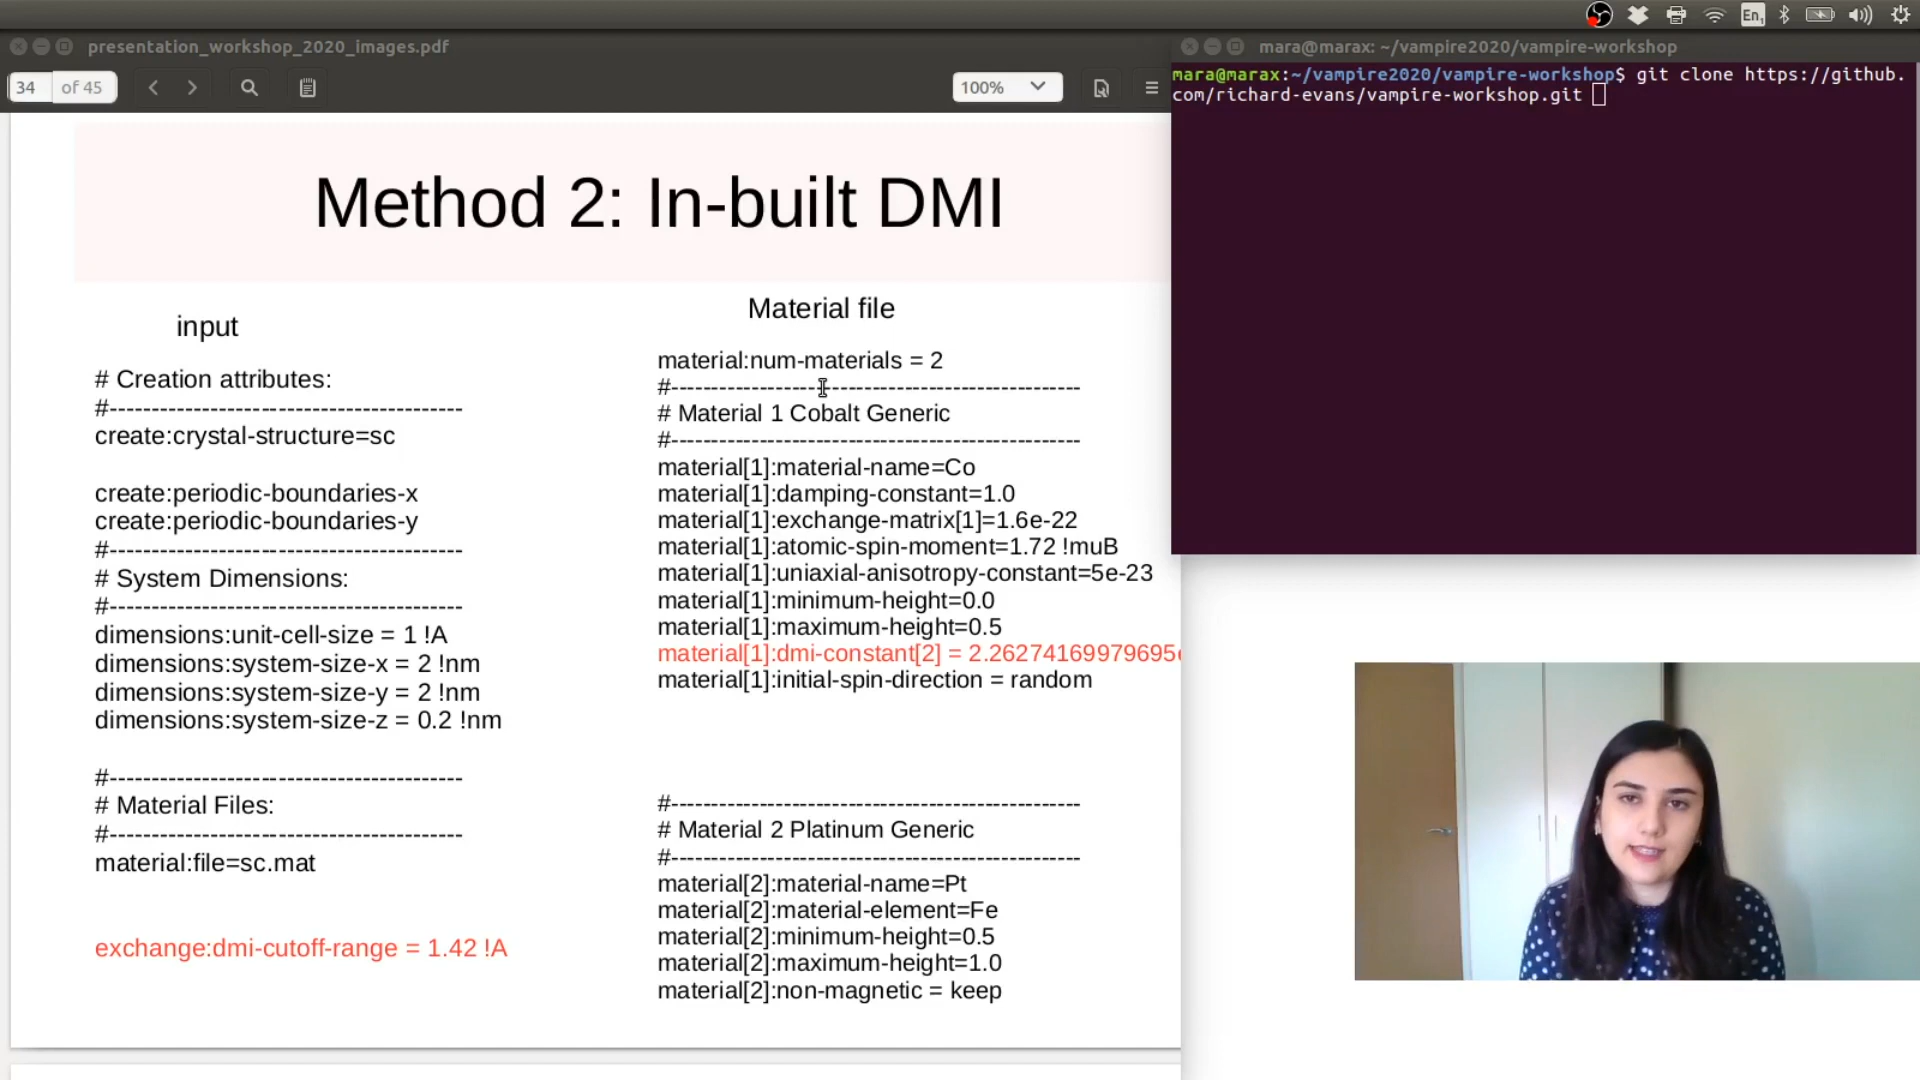 En1
presentation_workshop_2020_images.pdf
34 of 45
100%
Method 2: In-built DMI
input
# Creation attributes:
#------------------------------------------
create:crystal-structure=sc
create:periodic-boundaries-x
create:periodic-boundaries-y
#------------------------------------------
# System Dimensions:
#------------------------------------------
dimensions:unit-cell-size = 1 !A
dimensions:system-size-x = 2 !nm
dimensions:system-size-y = 2 !nm
dimensions:system-size-z = 0.2 !nm
#------------------------------------------
# Material Files:
#------------------------------------------
material:file=sc.mat
exchange:dmi-cutoff-range = 1.42 !A
Material file
material:num-materials = 2
#---------------------------------------------------
# Material 1 Cobalt Generic
#---------------------------------------------------
material[1]:material-name=Co
material[1]:damping-constant=1.0
material[1]:exchange-matrix[1]=1.6e-22
material[1]:atomic-spin-moment=1.72 !muB
material[1]:uniaxial-anisotropy-constant=5e-23
material[1]:minimum-height=0.0
material[1]:maximum-height=0.5
material[1]:dmi-constant[2] = 2.26274169979695e
material[1]:initial-spin-direction = random
#---------------------------------------------------
# Material 2 Platinum Generic
#---------------------------------------------------
material[2]:material-name=Pt
material[2]:material-element=Fe
material[2]:minimum-height=0.5
material[2]:maximum-height=1.0
material[2]:non-magnetic = keep
mara@marax: ~/vampire2020/vampire-workshop
mara@marax:~/vampire2020/vampire-workshop$ git clone https://github.
com/richard-evans/vampire-workshop.git